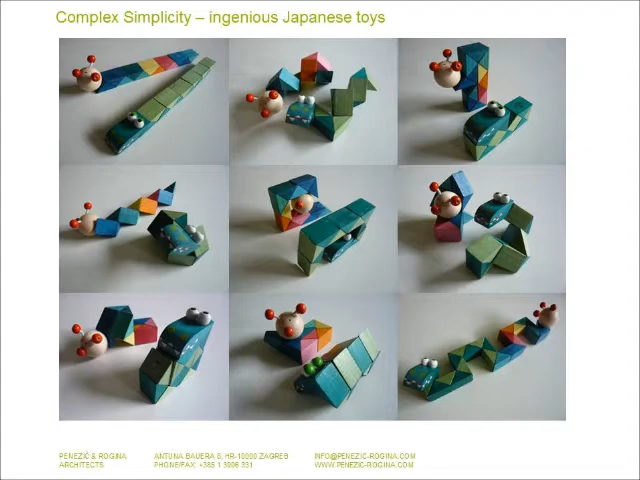 Complex Simplicity – ingenious Japanese toys
PENEZIĆ & ROGINA ANTUNA BAUERA 8, HR-10000 ZAGREB INFO@PENEZIC-ROGINA.COM
ARCHITECTS PHONE/FAX: +385 1 3806 331 WWW.PENEZIC-ROGINA.COM